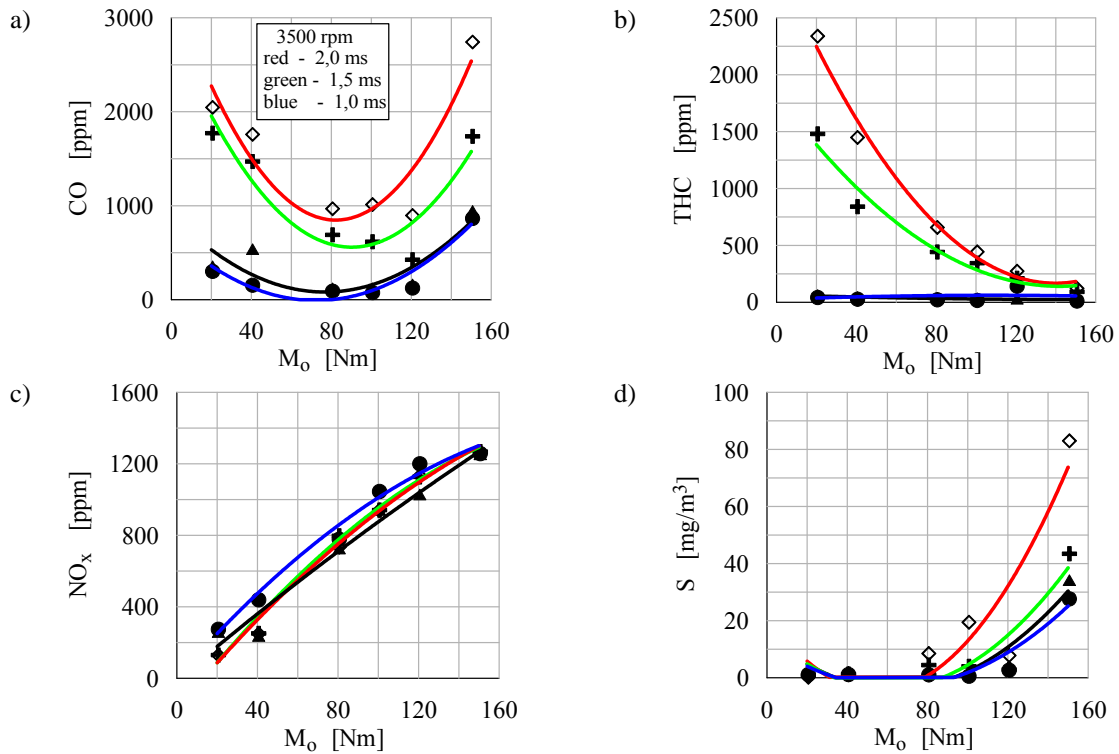 a)
CO [ppm]
3000
2000
1000
0
3500 rpm
red - 2,0 ms
green - 1,5 ms
blue - 1,0 ms
0 40 80 120 160
Mo [Nm]
b)
THC [ppm]
2500
2000
1500
1000
500
0
0 40 80 120 160
Mo [Nm]
c)
NOx [ppm]
1600
1200
800
400
0
0 40 80 120 160
Mo [Nm]
d)
S [mg/m³]
100
80
60
40
20
0
0 40 80 120 160
Mo [Nm]